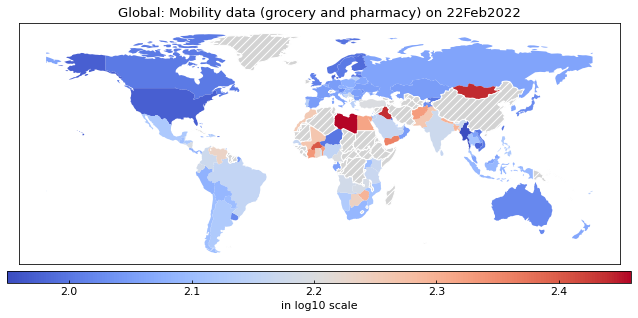 Global: Mobility data (grocery and pharmacy) on 22Feb2022
2.0 2.1 2.2 2.3 2.4
in log10 scale